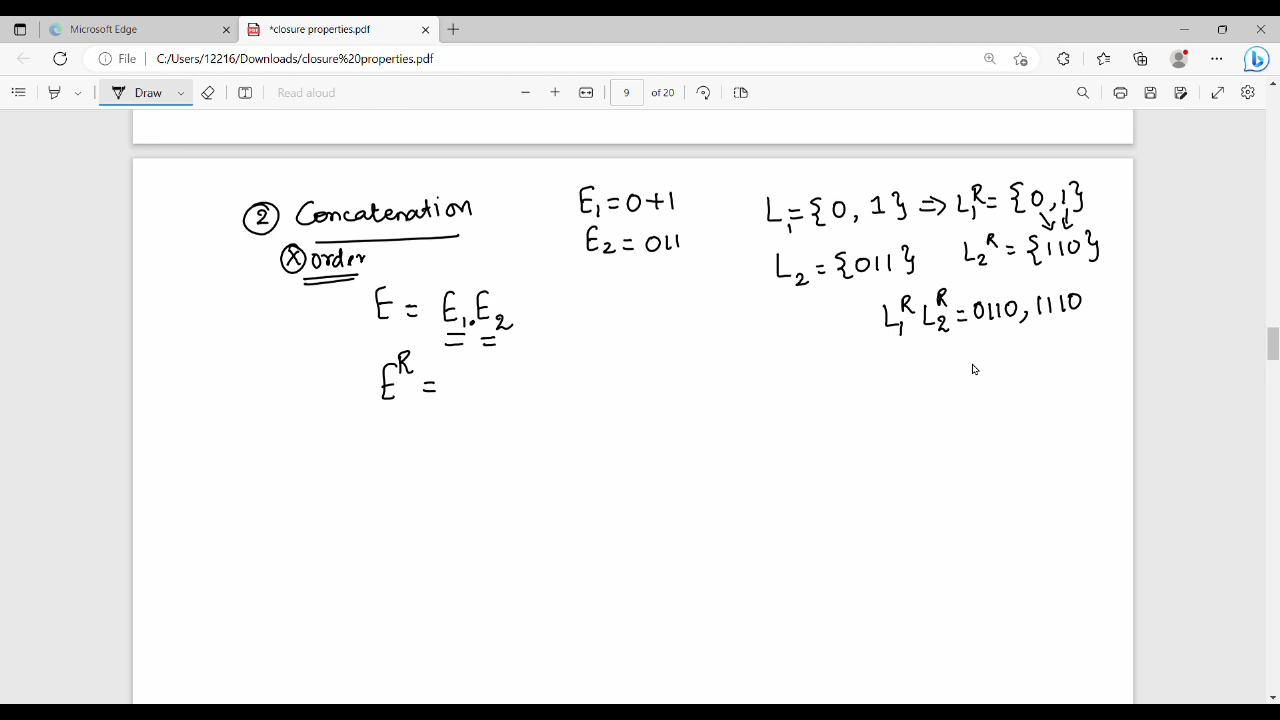 Microsoft Edge
*closure properties.pdf
File C:/Users/12216/Downloads/closure%20properties.pdf
Draw Read aloud 9 of 20
② Concatenation
ⓧ order
E = E₁.E₂
Eᴿ =
E₁ = 0+1
E₂ = 011
L₁ = {0, 1} ⇒ L₁ᴿ = {0,1}
L₂ = {011} L₂ᴿ = {110}
L₁ᴿ L₂ᴿ = 0110, 1110